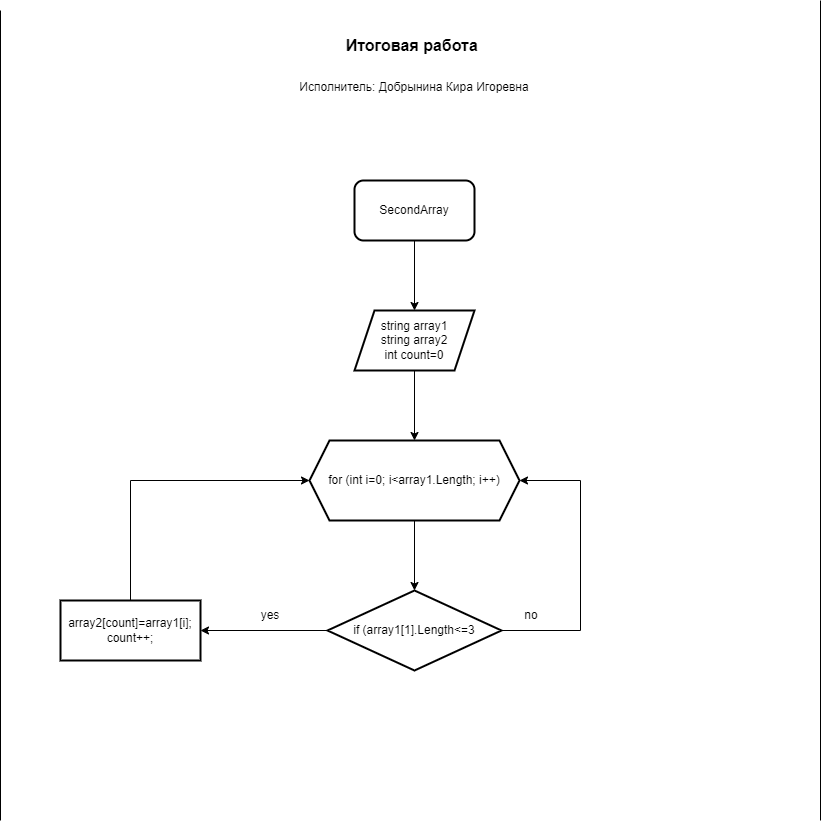 Итоговая работа
Исполнитель: Добрынина Кира Игоревна
SecondArray
string array1
string array2
int count=0
for (int i=0; i<array1.Length; i++)
yes
no
array2[count]=array1[i];
count++;
if (array1[1].Length<=3